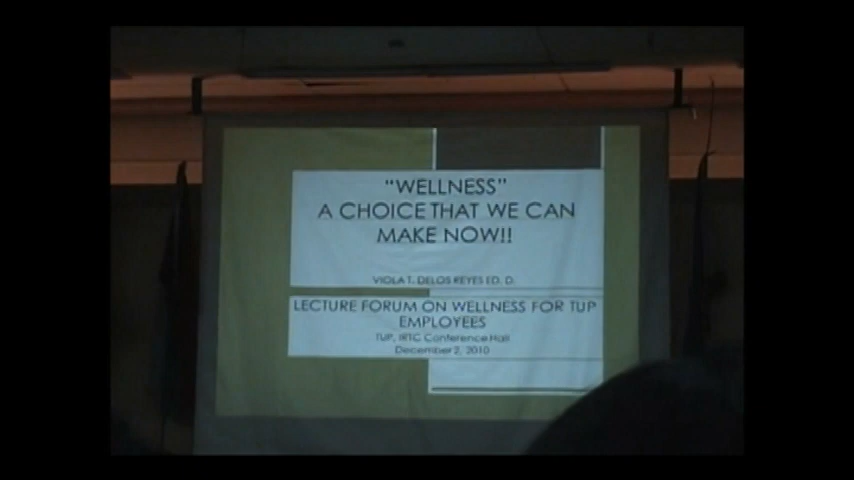 "WELLNESS"
A CHOICE THAT WE CAN
MAKE NOW!!
VIOLA T. DELOS REYES ED. D.
LECTURE FORUM ON WELLNESS FOR TUP
EMPLOYEES
TUP, IRTC Conference Hall
December 2, 2010